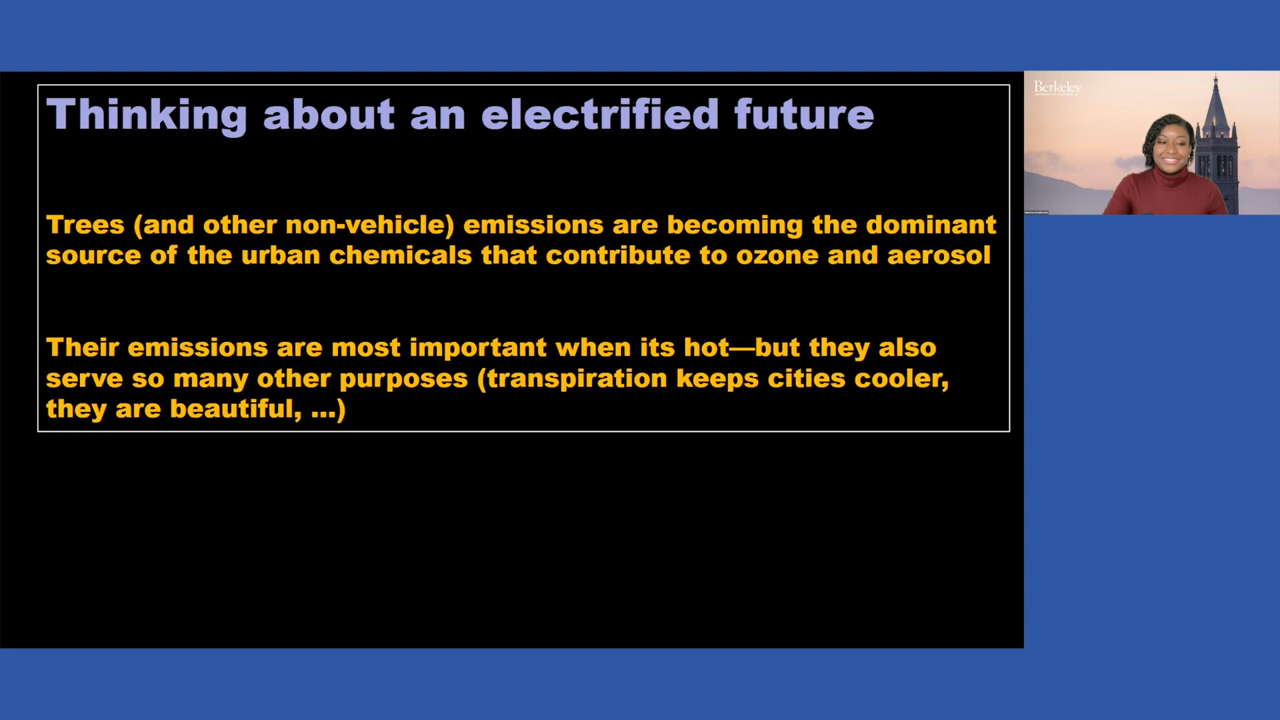 Thinking about an electrified future
Trees (and other non-vehicle) emissions are becoming the dominant
source of the urban chemicals that contribute to ozone and aerosol
Their emissions are most important when its hot—but they also
serve so many other purposes (transpiration keeps cities cooler,
they are beautiful, ...)
Berkeley